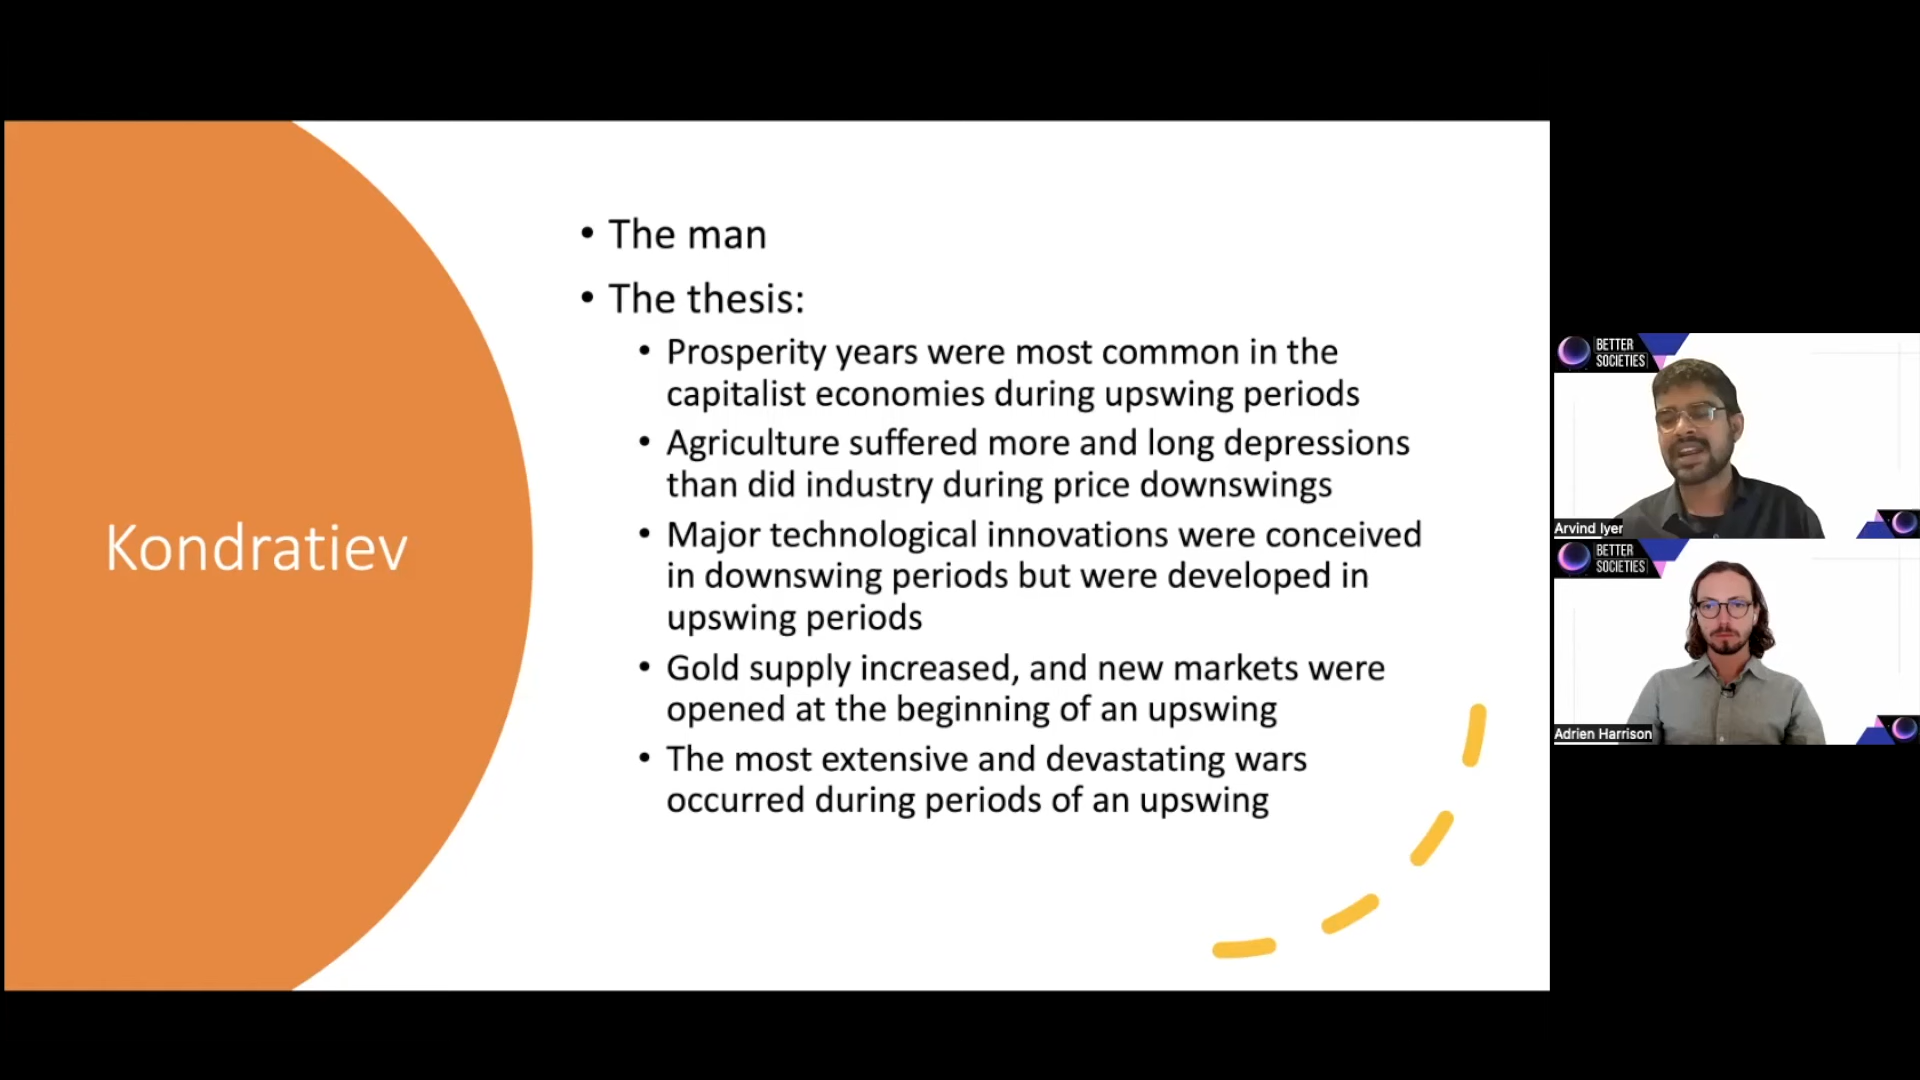 Kondratiev
• The man
• The thesis:
• Prosperity years were most common in the
capitalist economies during upswing periods
• Agriculture suffered more and long depressions
than did industry during price downswings
• Major technological innovations were conceived
in downswing periods but were developed in
upswing periods
• Gold supply increased, and new markets were
opened at the beginning of an upswing
• The most extensive and devastating wars
occurred during periods of an upswing
BETTER
SOCIETIES
Arvind Iyer
BETTER
SOCIETIES
Adrien Harrison